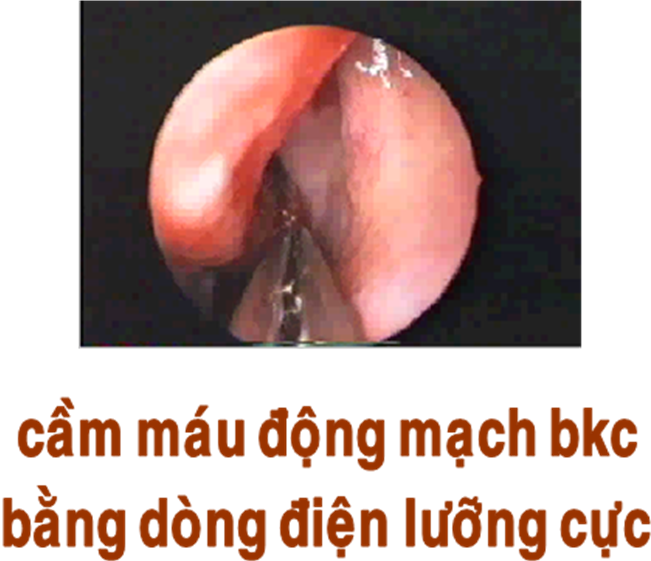 cầm máu động mạch bkc
bằng dòng điện lưỡng cực